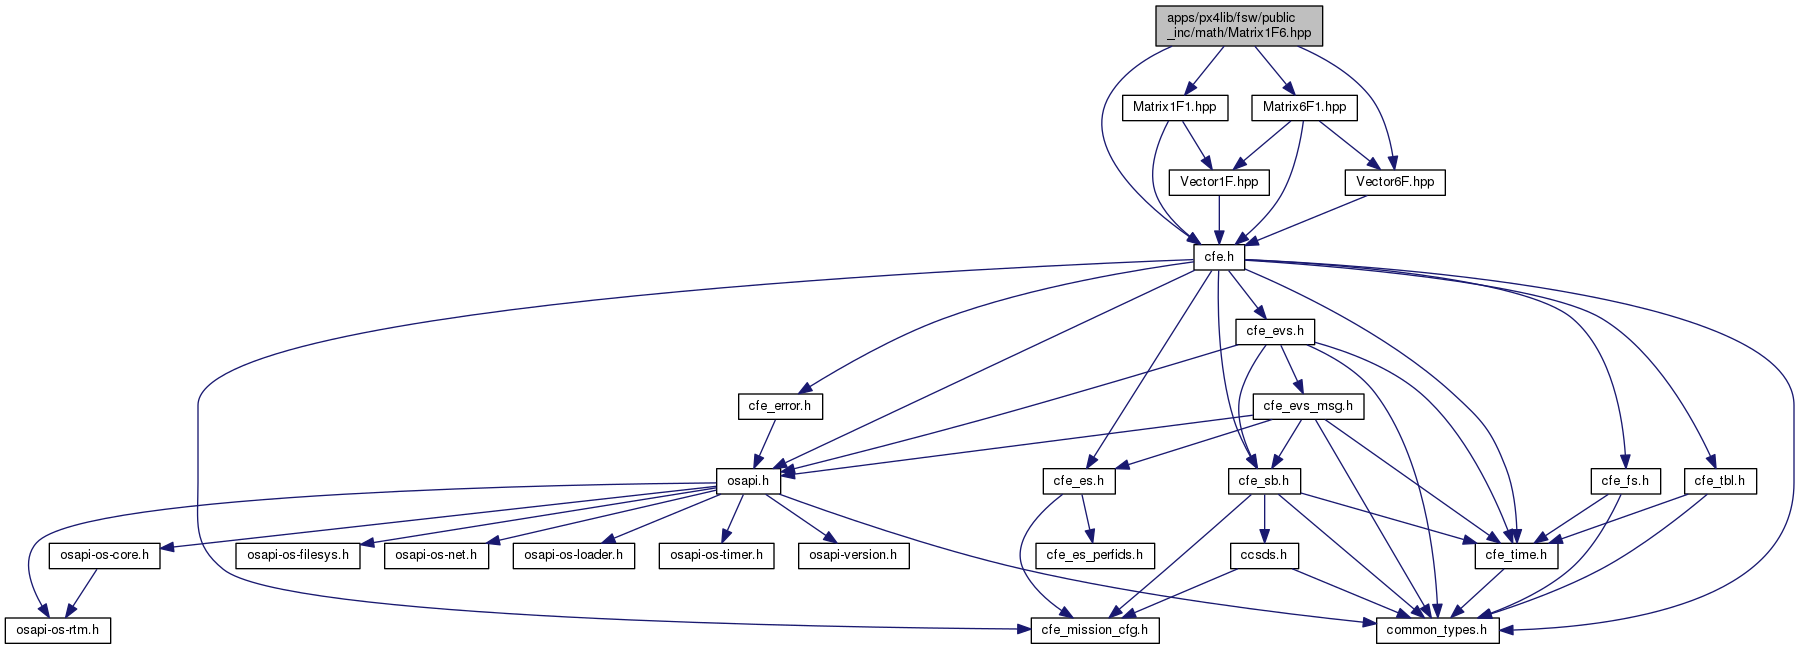 apps/px4lib/fsw/public
_inc/math/Matrix1F6.hpp
Matrix1F1.hpp
Matrix6F1.hpp
Vector1F.hpp
Vector6F.hpp
cfe.h
cfe_evs.h
cfe_error.h
cfe_evs_msg.h
osapi.h
cfe_es.h
cfe_sb.h
cfe_fs.h
cfe_tbl.h
osapi-os-core.h
osapi-os-filesys.h
osapi-os-net.h
osapi-os-loader.h
osapi-os-timer.h
osapi-version.h
cfe_es_perfids.h
ccsds.h
cfe_time.h
osapi-os-rtm.h
cfe_mission_cfg.h
common_types.h